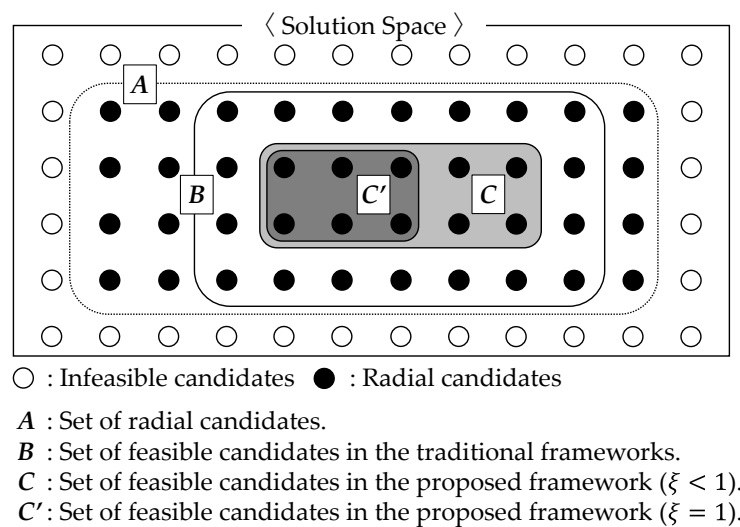 〈 Solution Space 〉
A
B
C′
C
○ : Infeasible candidates ● : Radial candidates
A : Set of radial candidates.
B : Set of feasible candidates in the traditional frameworks.
C : Set of feasible candidates in the proposed framework (ξ < 1).
C′ : Set of feasible candidates in the proposed framework (ξ = 1).